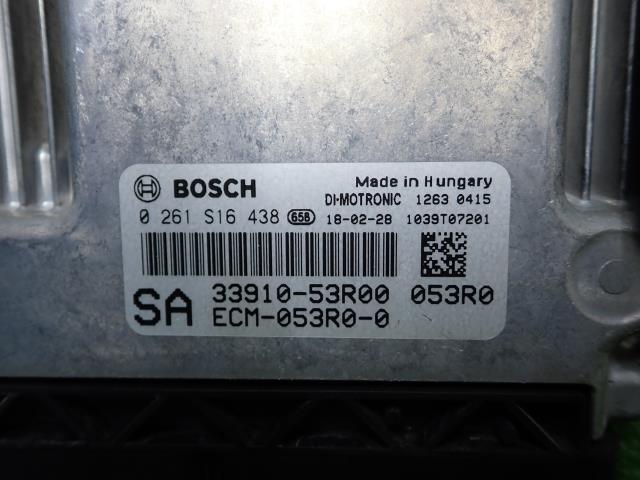 BOSCH Made in Hungary
DI-MOTRONIC 1263 0415
0 261 S16 438 658 18-02-28 1039T07201
SA 33910-53R00 053R0
ECM-053R0-0